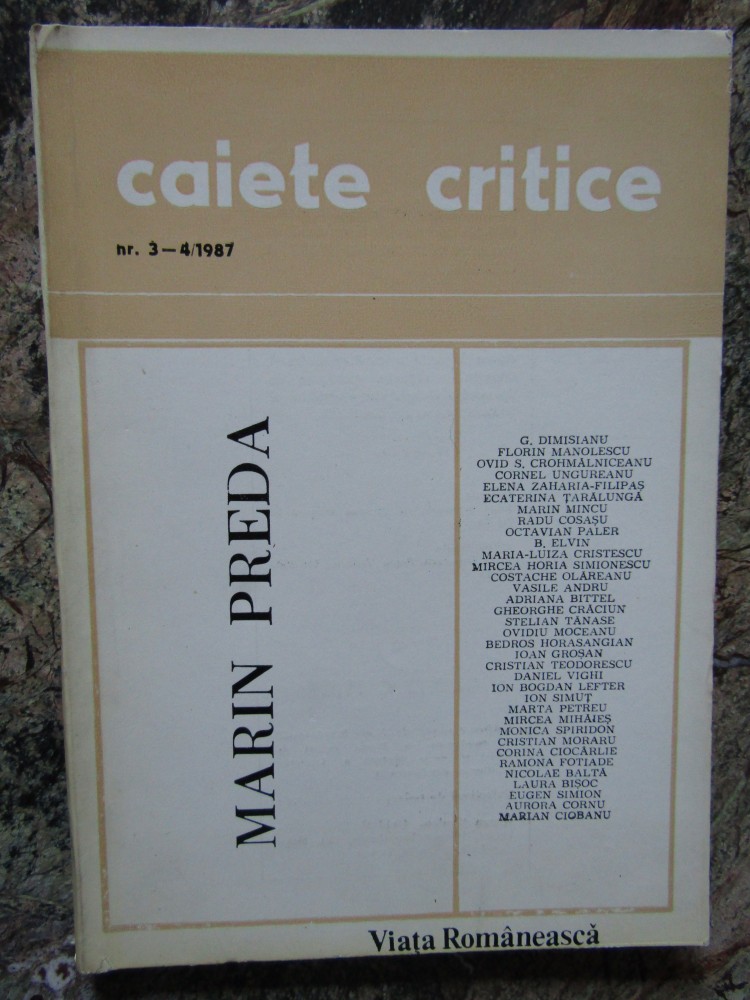 caiete critice
nr. 3—4/1987
MARIN PREDA
G. DIMISIANU
FLORIN MANOLESCU
OVID S. CROHMĂLNICEANU
CORNEL UNGUREANU
ELENA ZAHARIA-FILIPAȘ
ECATERINA ȚARĂLUNGĂ
MARIN MINCU
RADU COSAȘU
OCTAVIAN PALER
B. ELVIN
MARIA-LUIZA CRISTESCU
MIRCEA HORIA SIMIONESCU
COSTACHE OLĂREANU
VASILE ANDRU
ADRIANA BITTEL
GHEORGHE CRĂCIUN
STELIAN TĂNASE
OVIDIU MOCEANU
BEDROS HORASANGIAN
IOAN GROȘAN
CRISTIAN TEODORESCU
DANIEL VIGHI
ION BOGDAN LEFTER
ION SIMUȚ
MARTA PETREU
MIRCEA MIHĂIEȘ
MONICA SPIRIDON
CRISTIAN MORARU
CORINA CIOCÂRLIE
RAMONA FOTIADE
NICOLAE BALTĂ
LAURA BIȘOC
EUGEN SIMION
AURORA CORNU
MARIAN CIOBANU
Viața Românească